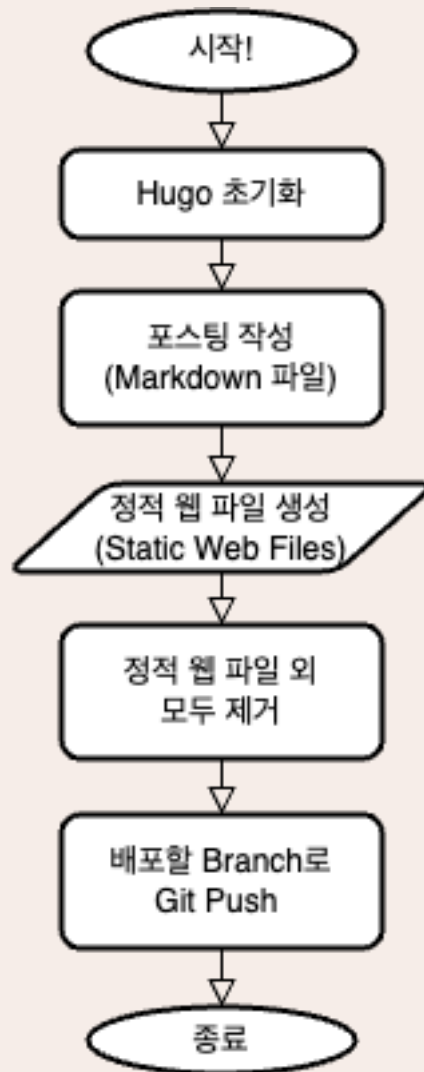 시작!
Hugo 초기화
포스팅 작성
(Markdown 파일)
정적 웹 파일 생성
(Static Web Files)
정적 웹 파일 외
모두 제거
배포할 Branch로
Git Push
종료